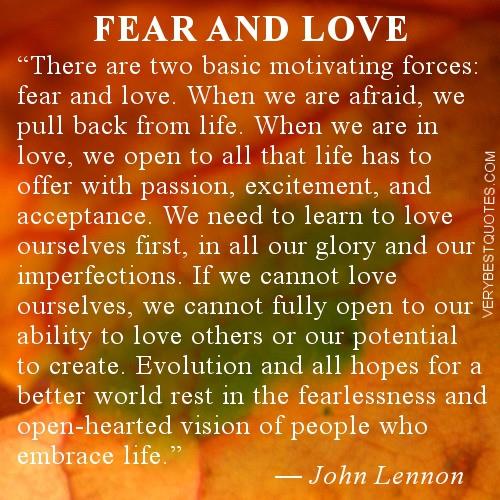 FEAR AND LOVE
“There are two basic motivating forces:
fear and love. When we are afraid, we
pull back from life. When we are in
love, we open to all that life has to
offer with passion, excitement, and
acceptance. We need to learn to love
ourselves first, in all our glory and our
imperfections. If we cannot love
ourselves, we cannot fully open to our
ability to love others or our potential
to create. Evolution and all hopes for a
better world rest in the fearlessness and
open-hearted vision of people who
embrace life.”
— John Lennon
VERYBESTQUOTES.COM